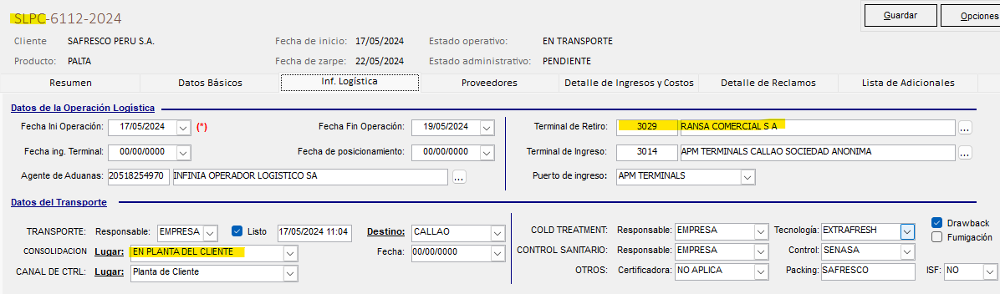 SLPC-6112-2024
Guardar
Opciones
Cliente SAFRESCO PERU S.A. Fecha de inicio: 17/05/2024 Estado operativo: EN TRANSPORTE
Producto: PALTA Fecha de zarpe: 22/05/2024 Estado administrativo: PENDIENTE
Resumen Datos Básicos Inf. Logística Proveedores Detalle de Ingresos y Costos Detalle de Reclamos Lista de Adicionales
Datos de la Operación Logística
Fecha Ini Operación: 17/05/2024 (*) Fecha Fin Operación: 19/05/2024 Terminal de Retiro: 3029 RANSA COMERCIAL S A ...
Fecha ing. Terminal: 00/00/0000 Fecha de posicionamiento: 00/00/0000 Terminal de Ingreso: 3014 APM TERMINALS CALLAO SOCIEDAD ANONIMA ...
Agente de Aduanas: 20518254970 INFINIA OPERADOR LOGISTICO SA ... Puerto de ingreso: APM TERMINALS
Datos del Transporte
TRANSPORTE: Responsable: EMPRESA Listo 17/05/2024 11:04 Destino: CALLAO COLD TREATMENT: Responsable: EMPRESA Tecnología: EXTRAFRESH Drawback
Fumigación
CONSOLIDACION Lugar: EN PLANTA DEL CLIENTE Fecha: 00/00/0000 CONTROL SANITARIO: Responsable: EMPRESA Control: SENASA
CANAL DE CTRL: Lugar: Planta de Cliente OTROS: Certificadora: NO APLICA Packing: SAFRESCO ISF: NO